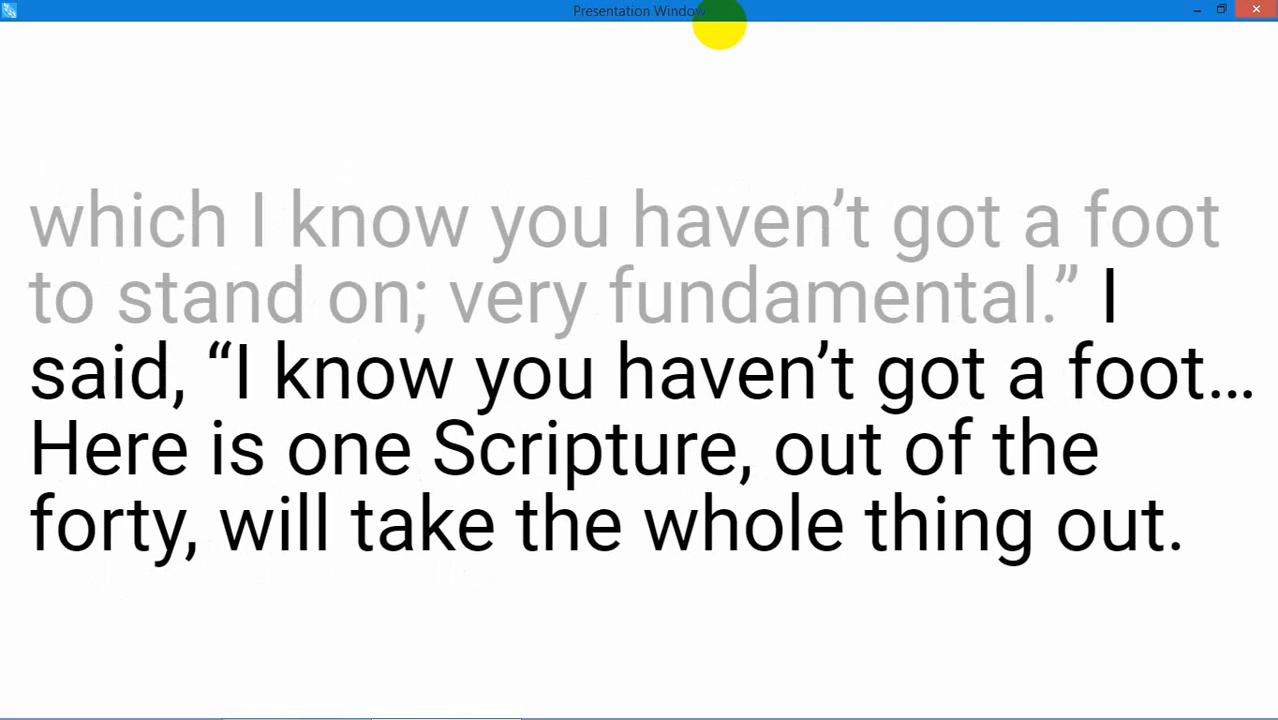 Presentation Window
which I know you haven’t got a foot
to stand on; very fundamental.” I
said, “I know you haven’t got a foot…
Here is one Scripture, out of the
forty, will take the whole thing out.